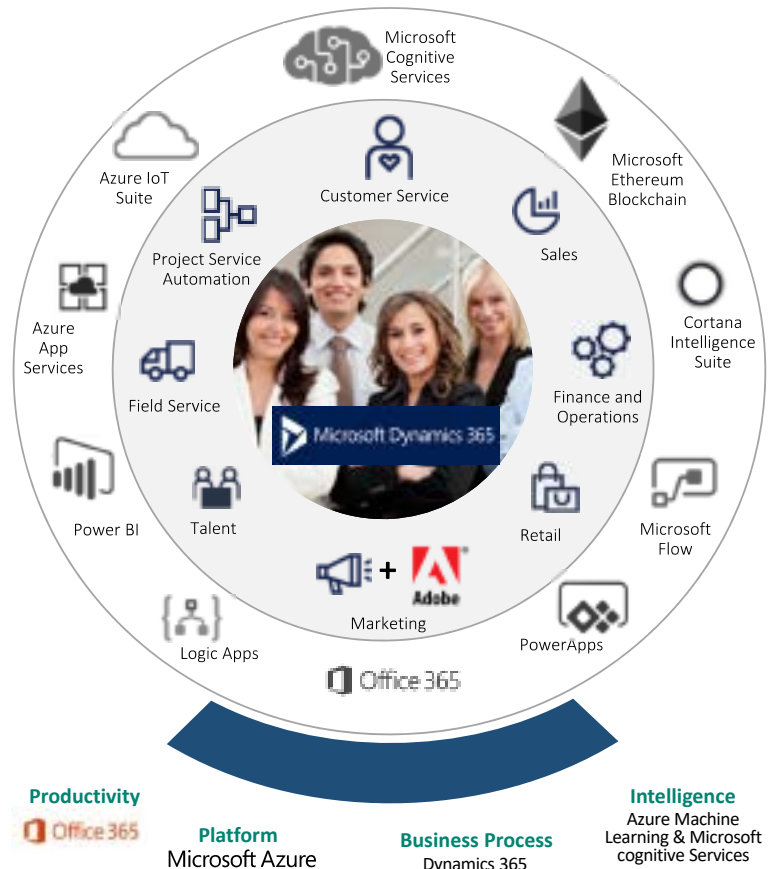 Microsoft
Cognitive
Services
Microsoft
Ethereum
Blockchain
Azure IoT
Suite
Customer Service
Sales
Project Service
Automation
Azure
App
Services
Cortana
Intelligence
Suite
Field Service
Finance and
Operations
Microsoft Dynamics 365
Power BI
Talent
Retail
Microsoft
Flow
+
Adobe
Marketing
Logic Apps
PowerApps
Office 365
Productivity
Office 365
Platform
Microsoft Azure
Business Process
Dynamics 365
Intelligence
Azure Machine
Learning & Microsoft
cognitive Services